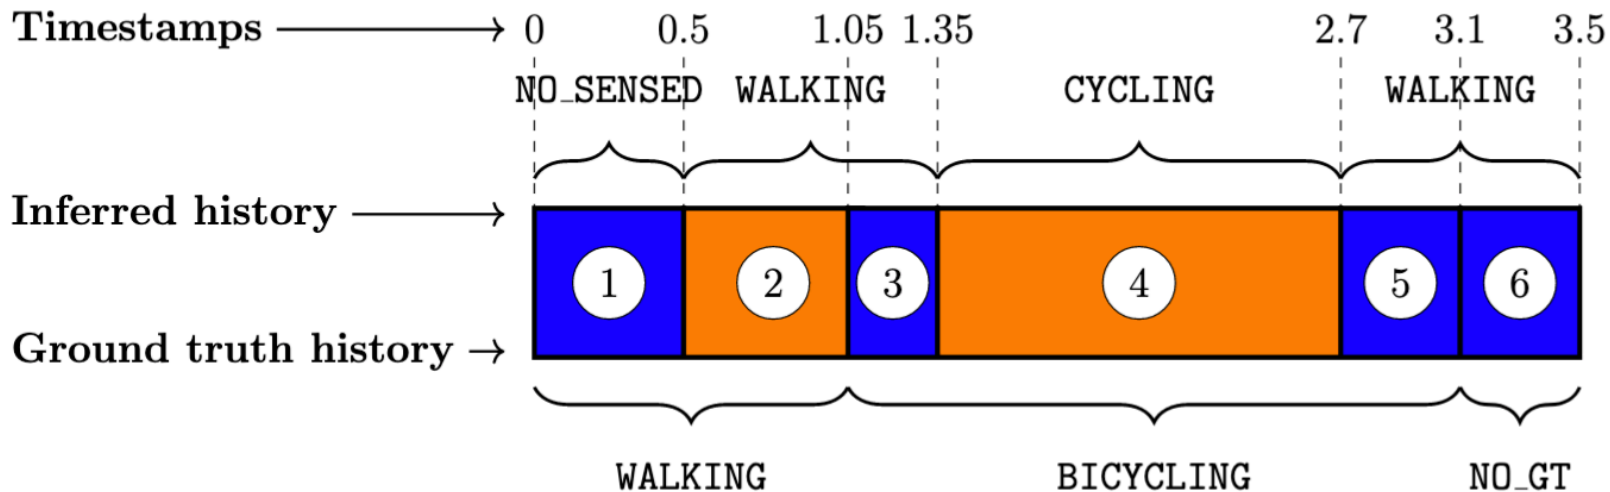 Timestamps 0 0.5 1.05 1.35 2.7 3.1 3.5
NO_SENSED WALKING CYCLING WALKING
Inferred history
1 2 3 4 5 6
Ground truth history
WALKING BICYCLING NO_GT